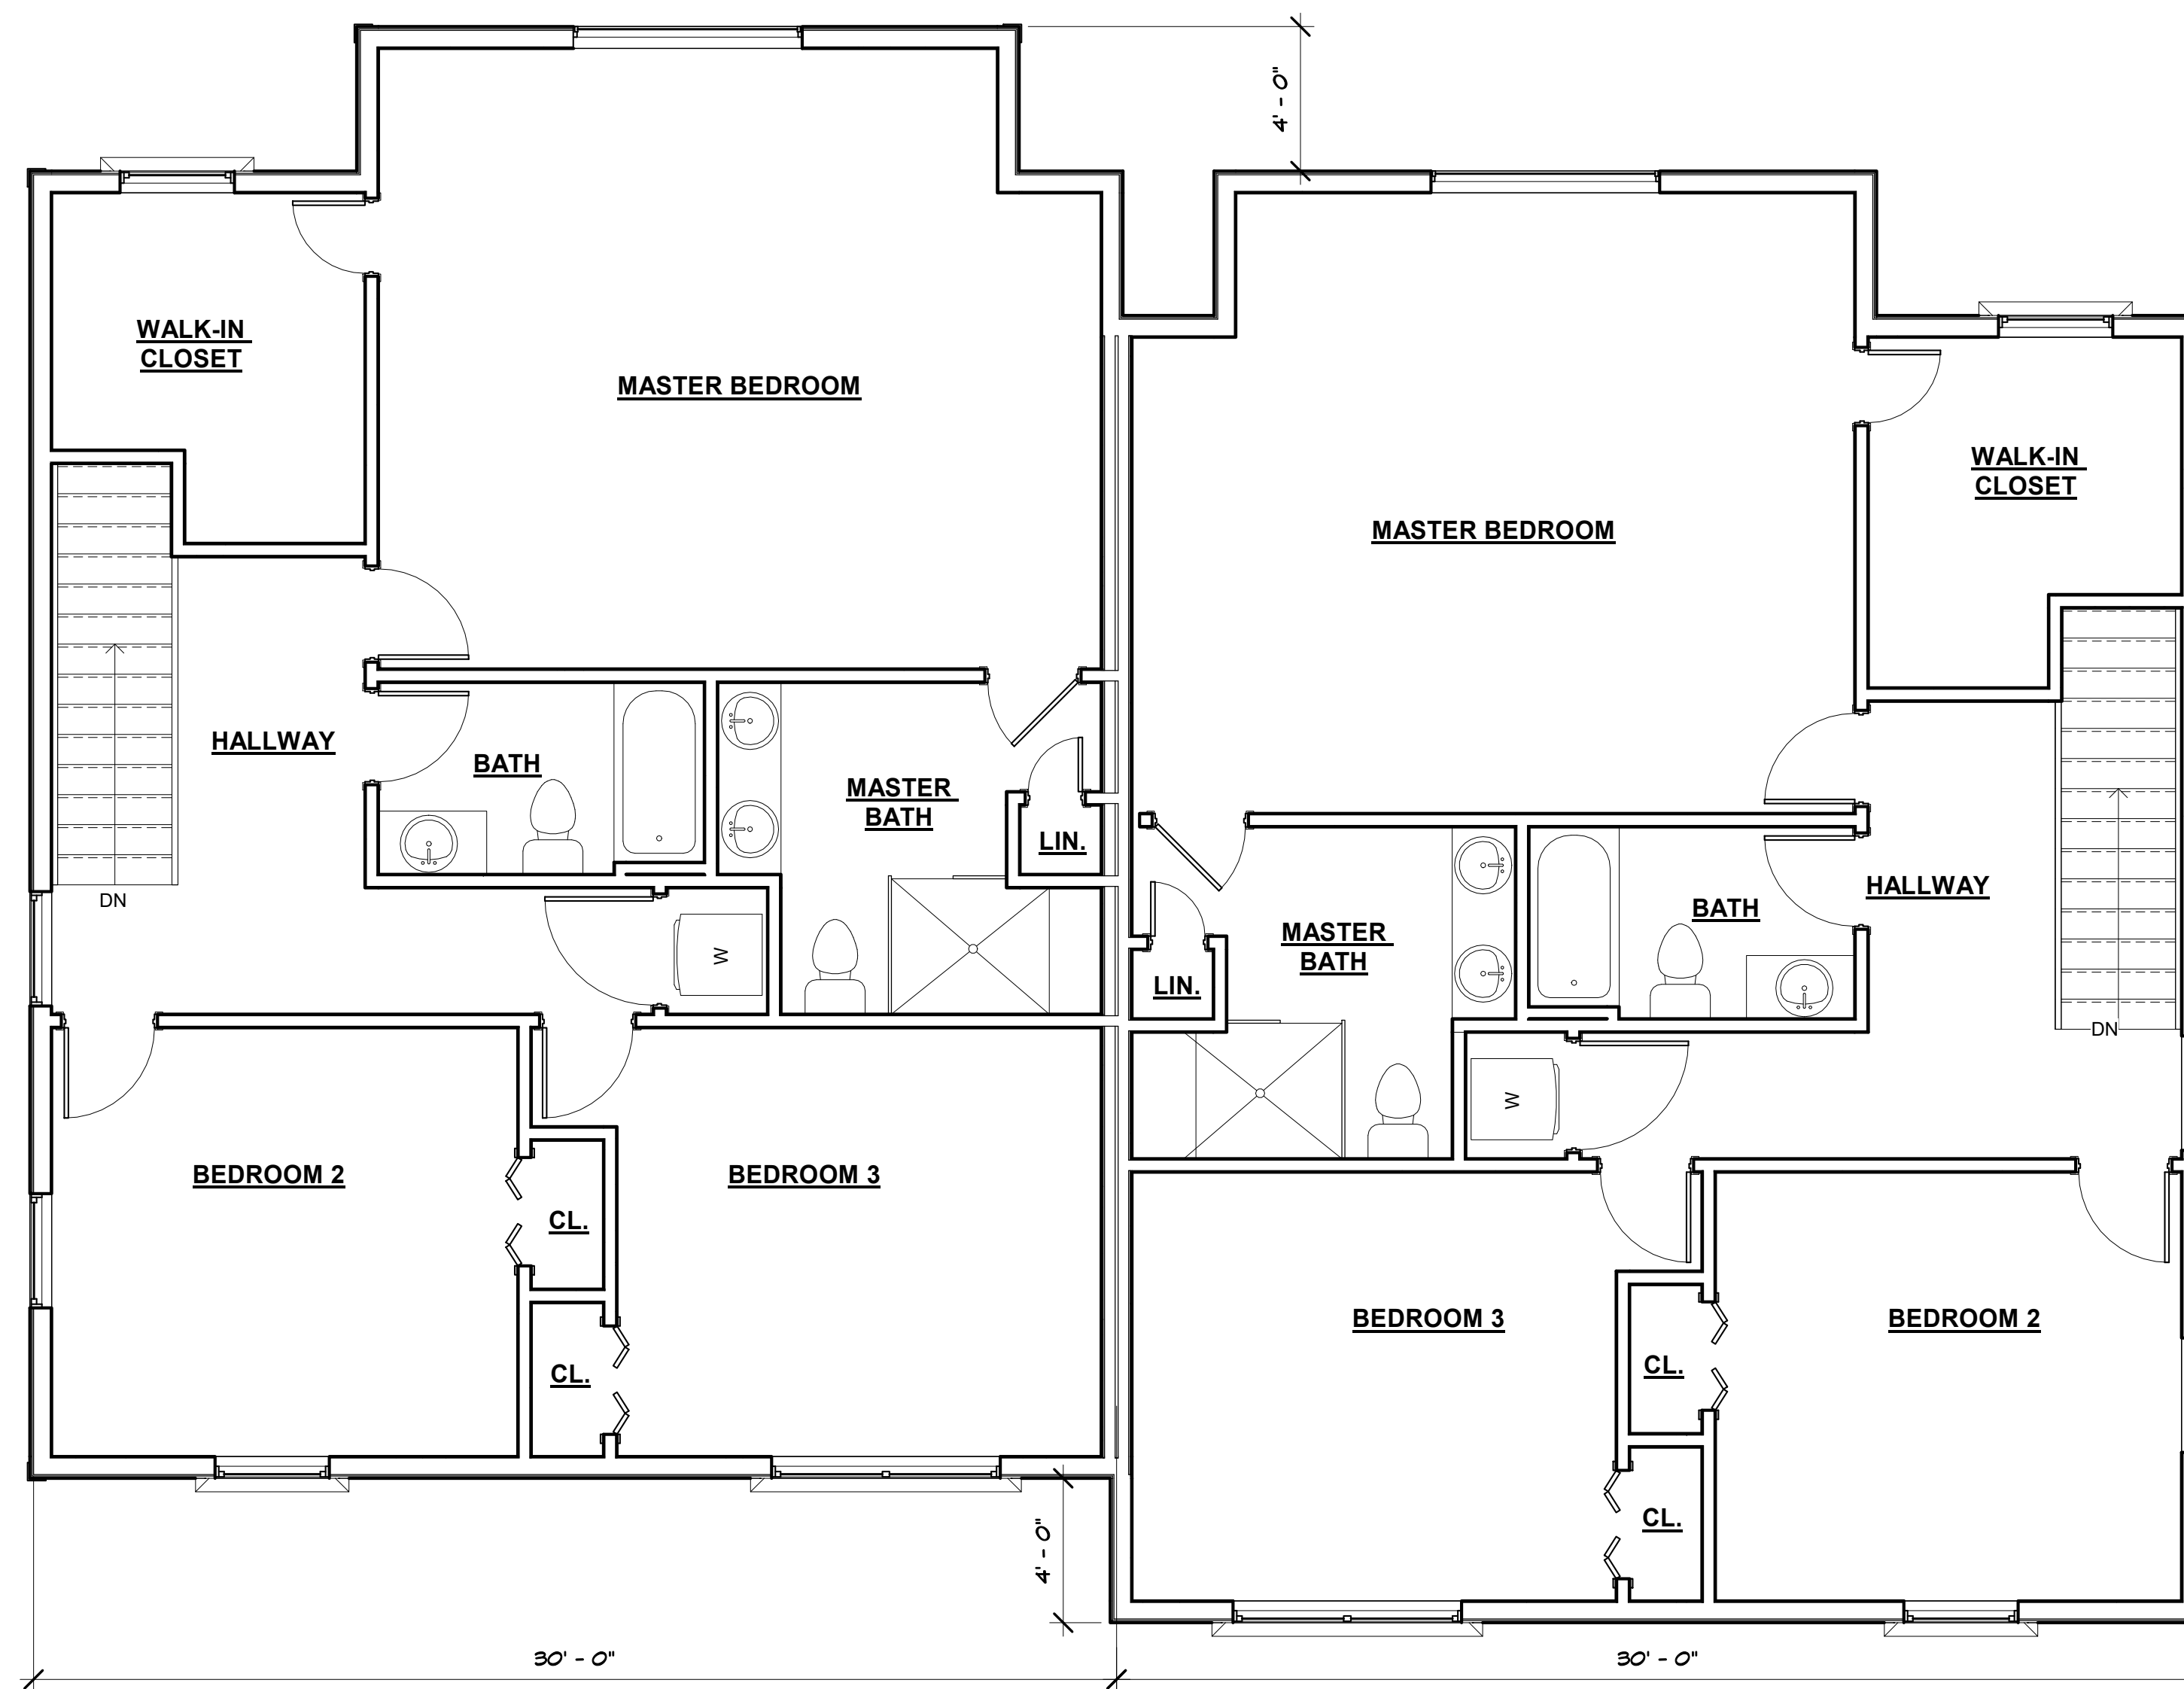 4' - 0"
WALK-IN
CLOSET
MASTER BEDROOM
WALK-IN
CLOSET
MASTER BEDROOM
HALLWAY
BATH
MASTER
BATH
LIN.
DN
W
HALLWAY
BATH
MASTER
BATH
LIN.
DN
W
BEDROOM 2
BEDROOM 3
CL.
CL.
BEDROOM 3
BEDROOM 2
CL.
CL.
4' - 0"
30' - 0"
30' - 0"